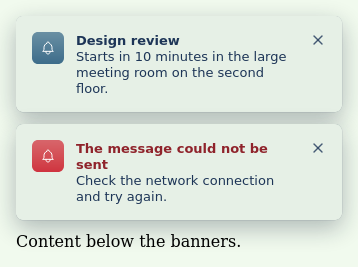 Design review
Starts in 10 minutes in the large
meeting room on the second
floor.
The message could not be
sent
Check the network connection
and try again.
Content below the banners.